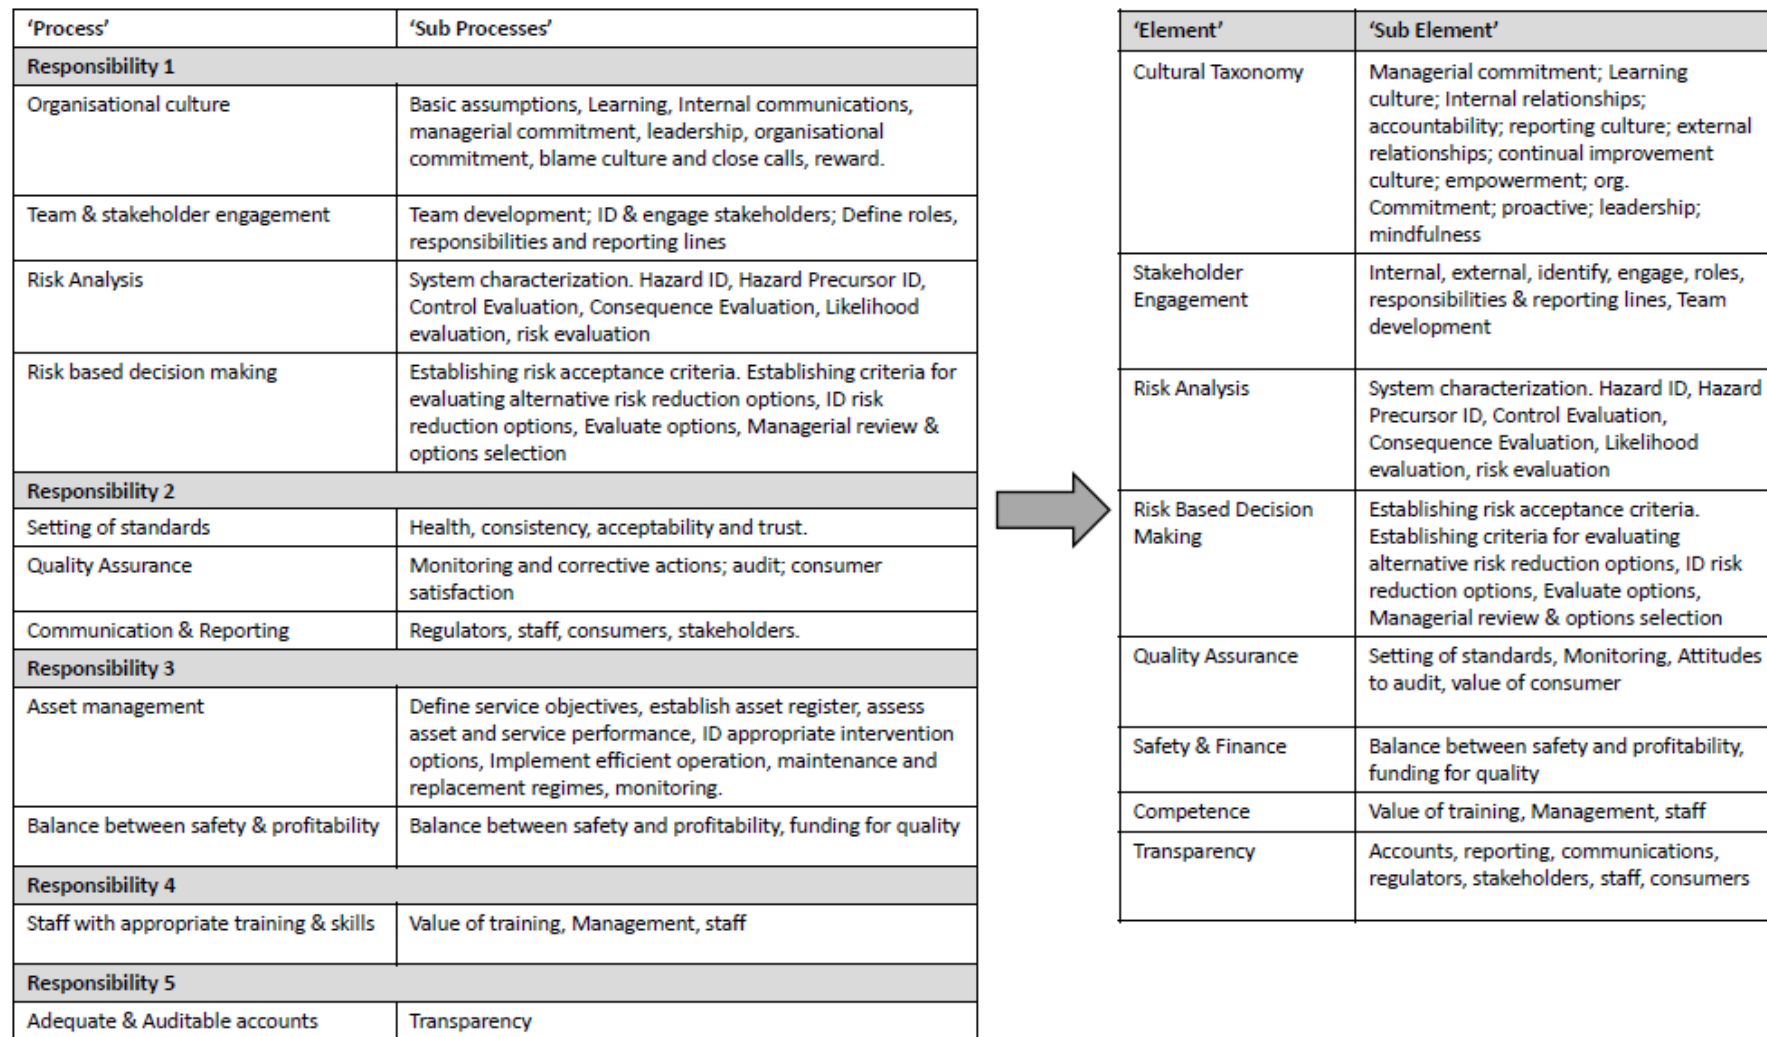 ‘Process’
‘Sub Processes’
Responsibility 1
Organisational culture
Basic assumptions, Learning, Internal communications,
managerial commitment, leadership, organisational
commitment, blame culture and close calls, reward.
Team & stakeholder engagement
Team development; ID & engage stakeholders; Define roles,
responsibilities and reporting lines
Risk Analysis
System characterization. Hazard ID, Hazard Precursor ID,
Control Evaluation, Consequence Evaluation, Likelihood
evaluation, risk evaluation
Risk based decision making
Establishing risk acceptance criteria. Establishing criteria for
evaluating alternative risk reduction options, ID risk
reduction options, Evaluate options, Managerial review &
options selection
Responsibility 2
Setting of standards
Health, consistency, acceptability and trust.
Quality Assurance
Monitoring and corrective actions; audit; consumer
satisfaction
Communication & Reporting
Regulators, staff, consumers, stakeholders.
Responsibility 3
Asset management
Define service objectives, establish asset register, assess
asset and service performance, ID appropriate intervention
options, Implement efficient operation, maintenance and
replacement regimes, monitoring.
Balance between safety & profitability
Balance between safety and profitability, funding for quality
Responsibility 4
Staff with appropriate training & skills
Value of training, Management, staff
Responsibility 5
Adequate & Auditable accounts
Transparency
‘Element’
‘Sub Element’
Cultural Taxonomy
Managerial commitment; Learning
culture; Internal relationships;
accountability; reporting culture; external
relationships; continual improvement
culture; empowerment; org.
Commitment; proactive; leadership;
mindfulness
Stakeholder
Engagement
Internal, external, identify, engage, roles,
responsibilities & reporting lines, Team
development
Risk Analysis
System characterization. Hazard ID, Hazard
Precursor ID, Control Evaluation,
Consequence Evaluation, Likelihood
evaluation, risk evaluation
Risk Based Decision
Making
Establishing risk acceptance criteria.
Establishing criteria for evaluating
alternative risk reduction options, ID risk
reduction options, Evaluate options,
Managerial review & options selection
Quality Assurance
Setting of standards, Monitoring, Attitudes
to audit, value of consumer
Safety & Finance
Balance between safety and profitability,
funding for quality
Competence
Value of training, Management, staff
Transparency
Accounts, reporting, communications,
regulators, stakeholders, staff, consumers